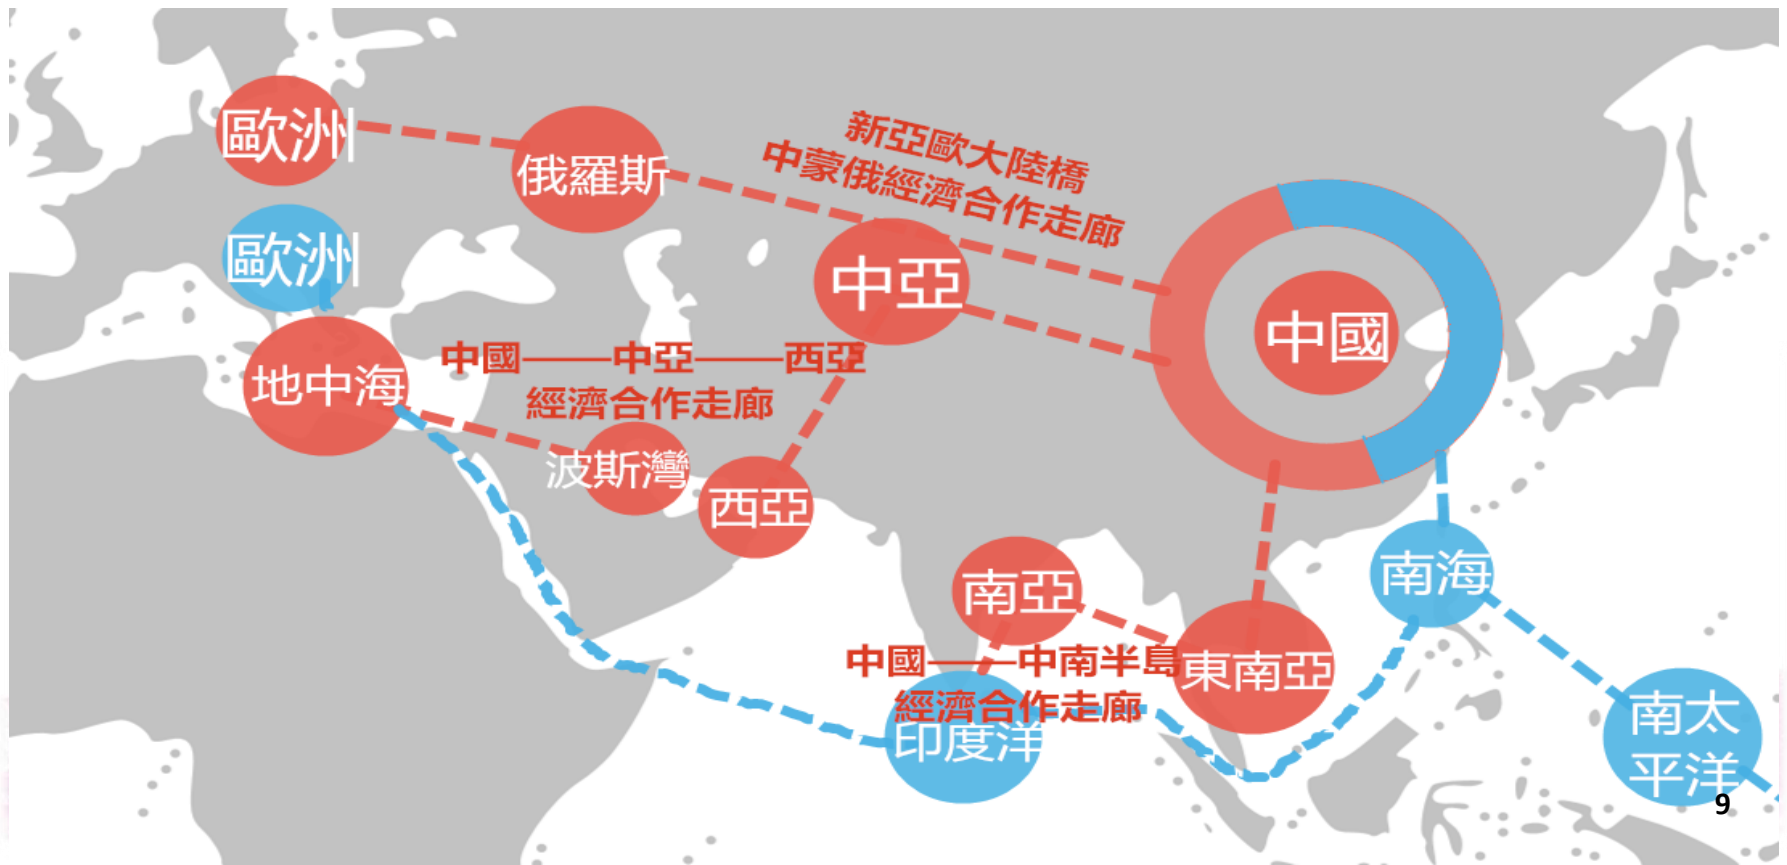 歐洲
俄羅斯
新亞歐大陸橋
中蒙俄經濟合作走廊
歐洲
中亞
中國
地中海
中國——中亞——西亞
經濟合作走廊
波斯灣
西亞
南亞
南海
中國——中南半島
經濟合作走廊
東南亞
印度洋
南太
平洋
9